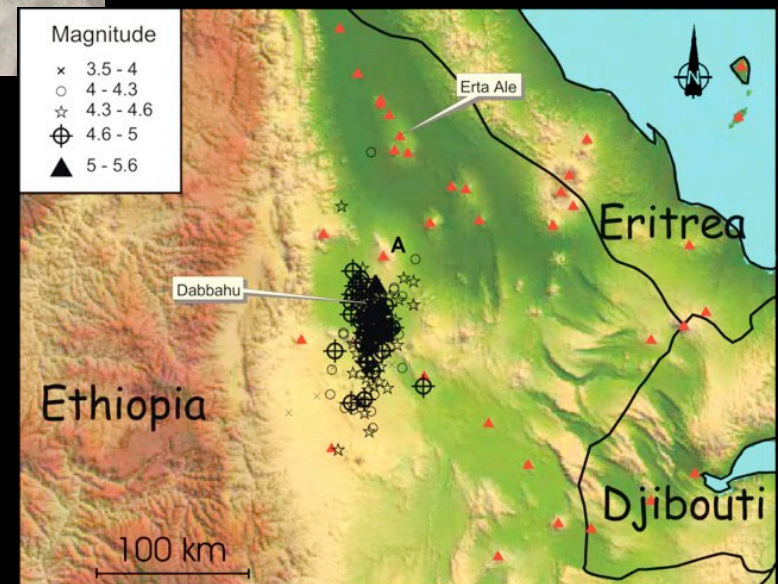 Magnitude
3.5 - 4
4 - 4.3
4.3 - 4.6
4.6 - 5
5 - 5.6
N
Erta Ale
Eritrea
A
Dabbahu
Ethiopia
Djibouti
100 km